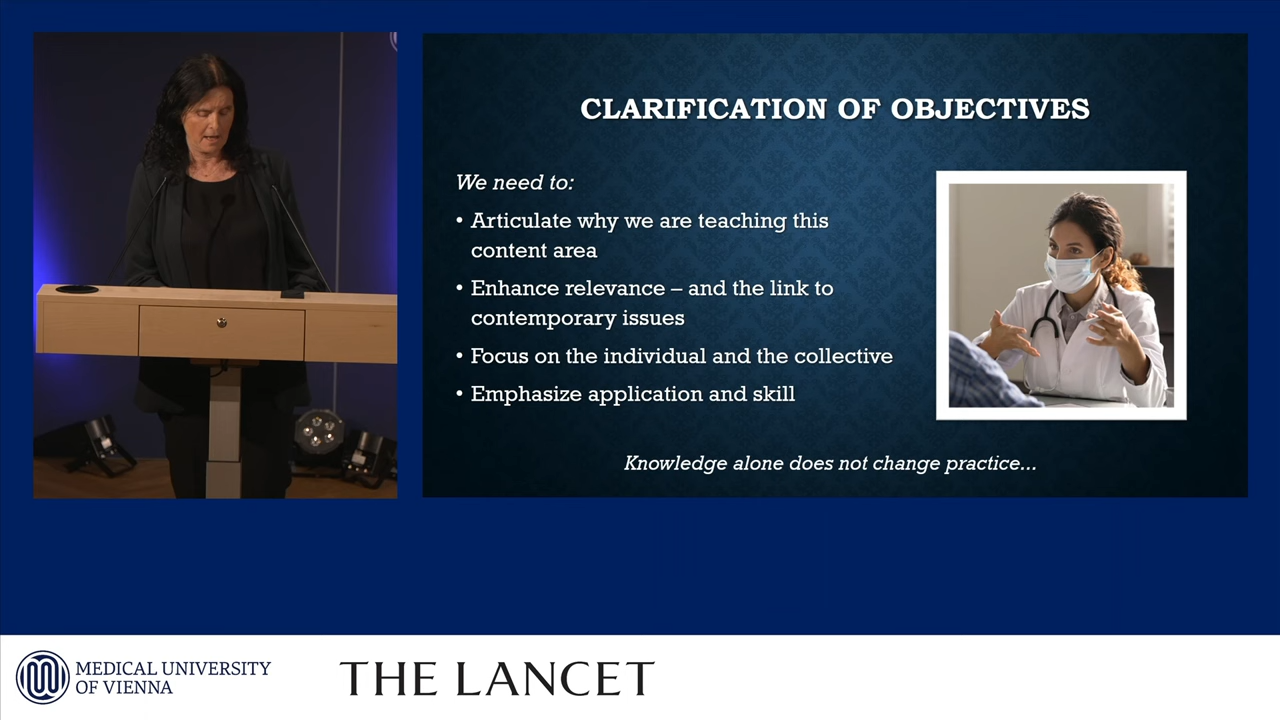 CLARIFICATION OF OBJECTIVES
We need to:
• Articulate why we are teaching this
content area
• Enhance relevance – and the link to
contemporary issues
• Focus on the individual and the collective
• Emphasize application and skill
Knowledge alone does not change practice...
MEDICAL UNIVERSITY
OF VIENNA
THE LANCET